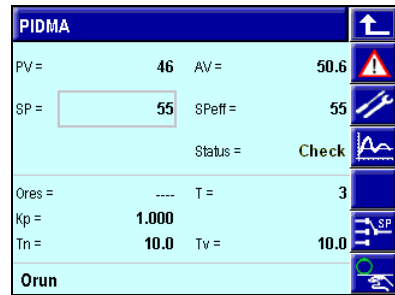 PIDMA
PV = 46 AV = 50.6
SP = 55 SPeff = 55
Status = Check
Ores = ---- T = 3
Kp = 1.000
Tn = 10.0 Tv = 10.0
SP
Orun